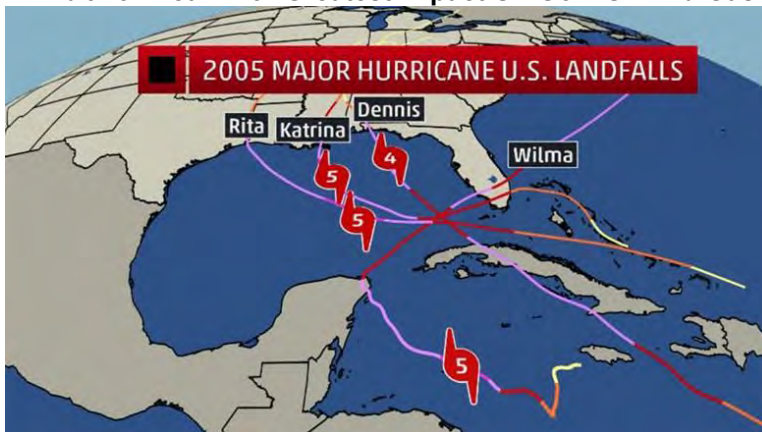 2005 MAJOR HURRICANE U.S. LANDFALLS
Dennis
Rita
Katrina
Wilma
4
5
5
5